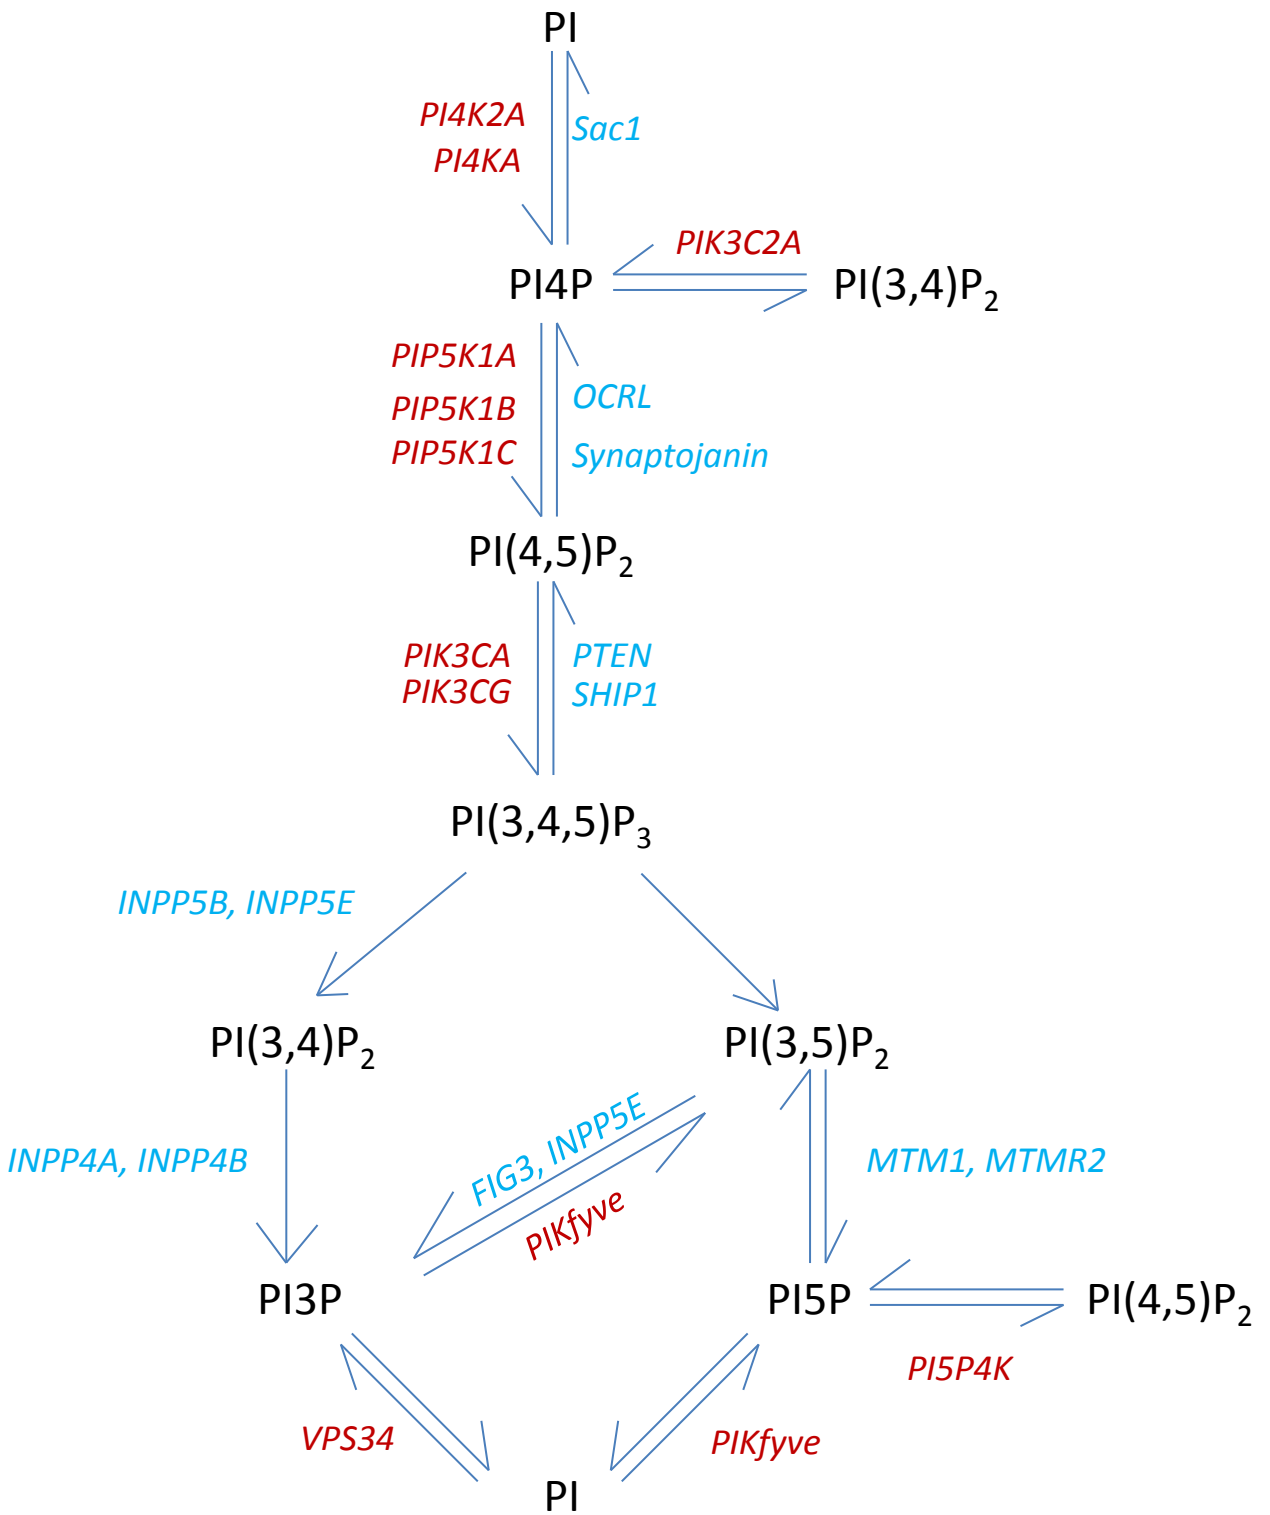 PI
PI4K2A
Sac1
PI4KA
PIK3C2A
PI4P
PI(3,4)P₂
PIP5K1A
OCRL
PIP5K1B
PIP5K1C
Synaptojanin
PI(4,5)P₂
PIK3CA
PTEN
PIK3CG
SHIP1
PI(3,4,5)P₃
INPP5B, INPP5E
PI(3,4)P₂
PI(3,5)P₂
FIG3, INPP5E
PIKfyve
INPP4A, INPP4B
MTM1, MTMR2
PI3P
PI5P
PI(4,5)P₂
PI5P4K
VPS34
PIKfyve
PI